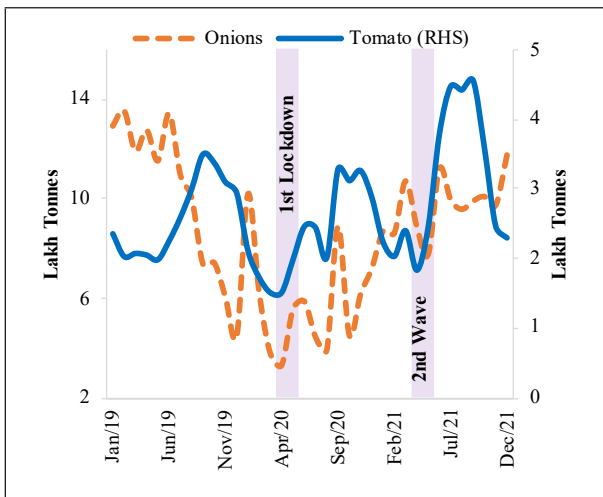 Onions Tomato (RHS)
Lakh Tonnes
14
10
6
2
1st Lockdown
2nd Wave
5
4
3
2
1
0
Lakh Tonnes
Jan/19
Jun/19
Nov/19
Apr/20
Sep/20
Feb/21
Jul/21
Dec/21